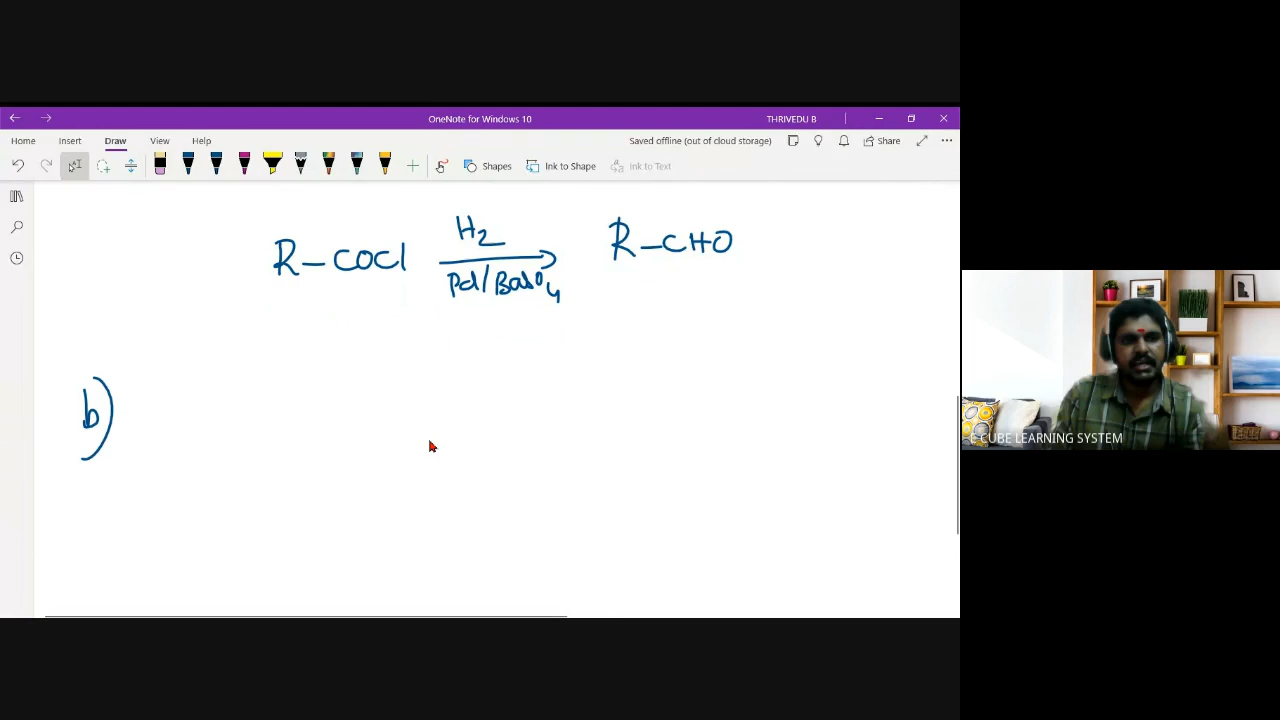 OneNote for Windows 10
THRIVEDU B
Home Insert Draw View Help
Saved offline (out of cloud storage)
Share
Shapes
Ink to Shape
Ink to Text
R–COCl H₂ Pd/BaSO₄ R–CHO
b)
C CUBE LEARNING SYSTEM